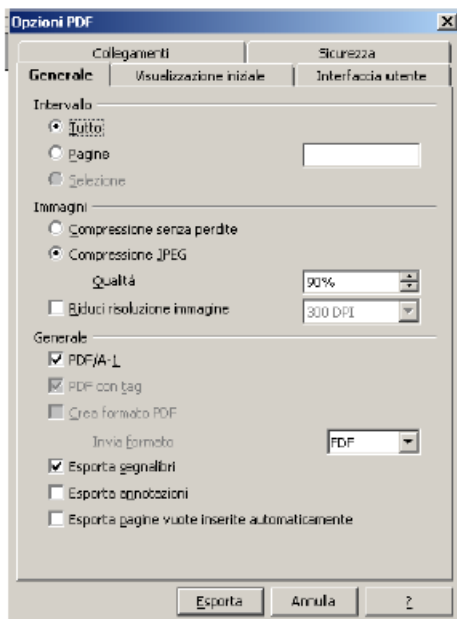 Opzioni PDF
Collegamenti Sicurezza
Generale Visualizzazione iniziale Interfaccia utente
Intervallo
Tutto
Pagine
Selezione
Immagini
Compressione senza perdite
Compressione JPEG
Qualità 90%
Riduci risoluzione immagine 300 DPI
Generale
PDF/A-1
PDF con tag
Crea formato PDF
Invia formato FDF
Esporta segnalibri
Esporta annotazioni
Esporta pagine vuote inserite automaticamente
Esporta Annulla ?